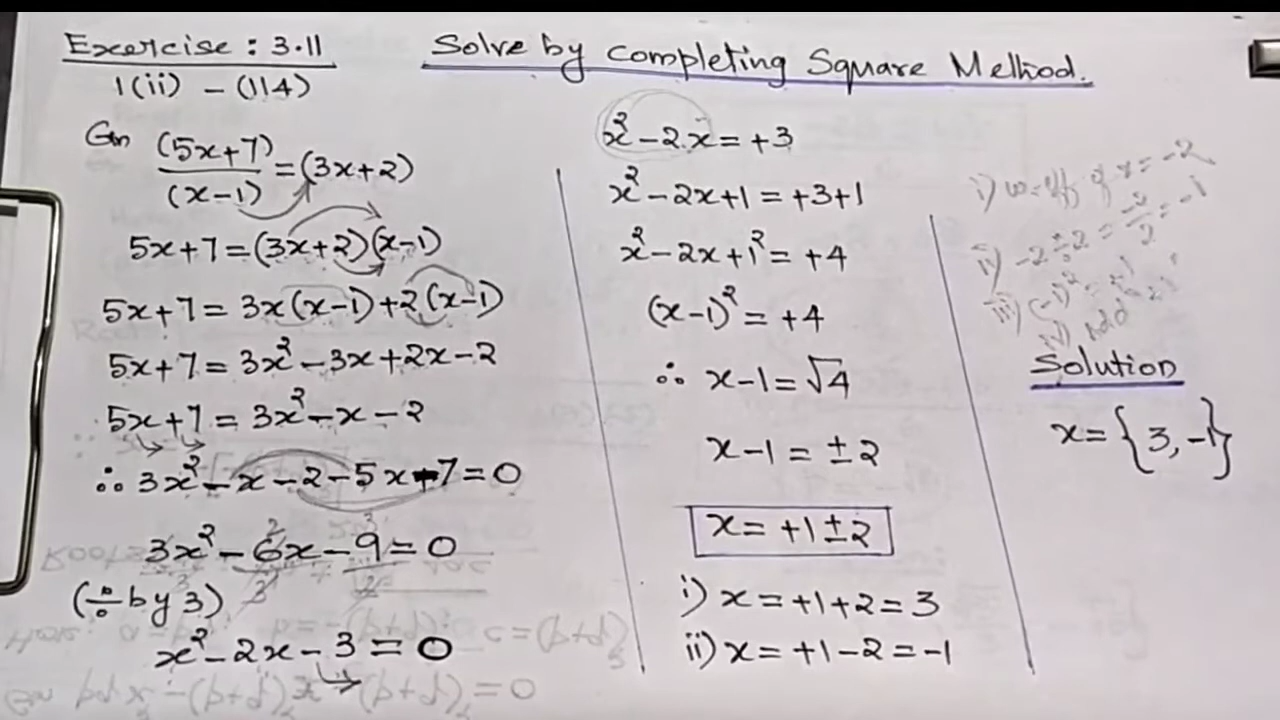 Exercise : 3.11
Solve by Completing Square Method.
1(ii) - (114)
Gn (5x+7)/(x-1) = (3x+2)
5x+7 = (3x+2)(x-1)
5x+7 = 3x(x-1)+2(x-1)
5x+7 = 3x² - 3x + 2x - 2
5x+7 = 3x² - x - 2
∴ 3x² - x - 2 - 5x - 7 = 0
3x² - 6x - 9 = 0
(÷ by 3)
x² - 2x - 3 = 0
x² - 2x = +3
x² - 2x + 1 = +3+1
x² - 2x + 1² = +4
(x-1)² = +4
∴ x-1 = √4
x-1 = ±2
x = +1 ± 2
i) x = +1+2 = 3
ii) x = +1-2 = -1
Solution
x = {3, -1}